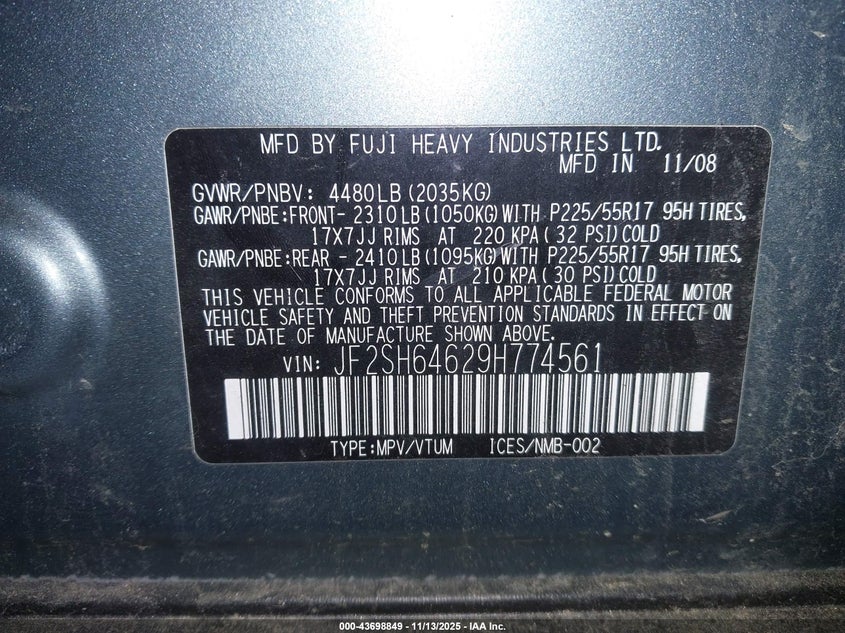 MFD BY FUJI HEAVY INDUSTRIES LTD.
MFD IN 11/08
GVWR/PNBV: 4480LB(2035KG)
GAWR/PNBE:FRONT- 2310LB(1050KG)WITH P225/55R17 95H TIRES,
17X7JJ RIMS AT 220 KPA(32 PSI)COLD
GAWR/PNBE:REAR - 2410LB(1095KG)WITH P225/55R17 95H TIRES,
17X7JJ RIMS AT 210 KPA(30 PSI)COLD
THIS VEHICLE CONFORMS TO ALL APPLICABLE FEDERAL MOTOR
VEHICLE SAFETY AND THEFT PREVENTION STANDARDS IN EFFECT ON
THE DATE OF MANUFACTURE SHOWN ABOVE.
VIN: JF2SH64629H774561
TYPE:MPV/VTUM ICES/NMB-002
000-43698849 - 11/13/2025 - IAA Inc.